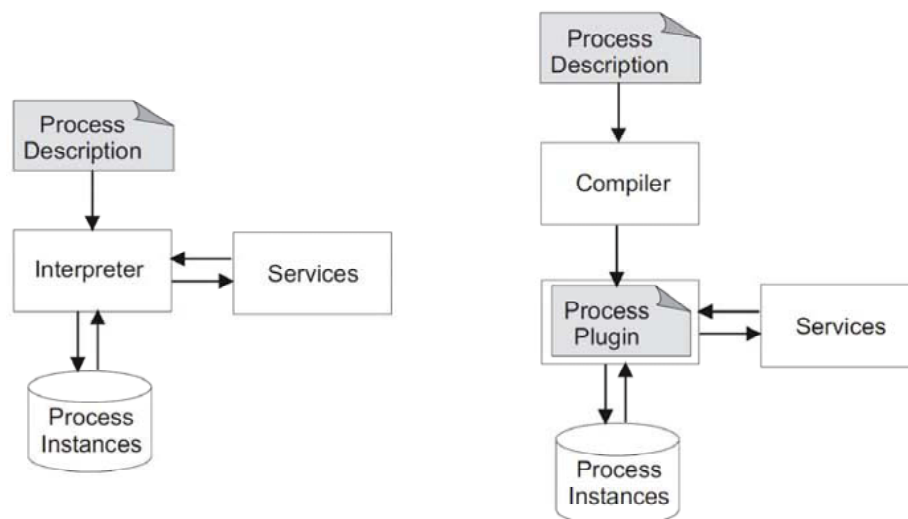 Process
Description
Interpreter
Services
Process
Instances
Process
Description
Compiler
Process
Plugin
Services
Process
Instances